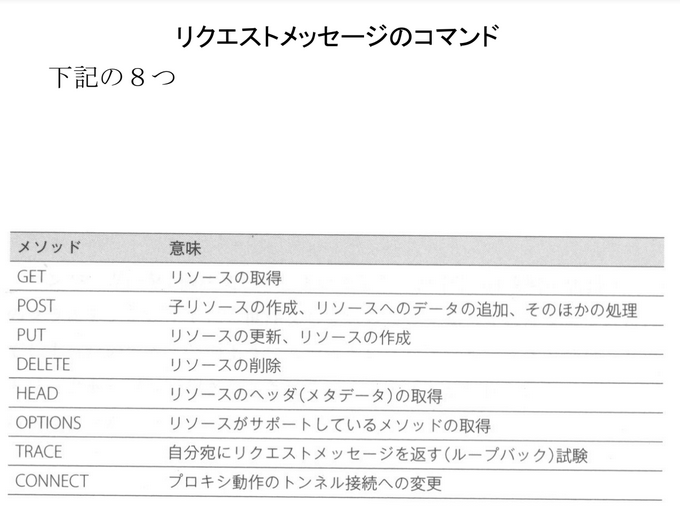 リクエストメッセージのコマンド
下記の８つ
メソッド 意味
GET リソースの取得
POST 子リソースの作成、リソースへのデータの追加、そのほかの処理
PUT リソースの更新、リソースの作成
DELETE リソースの削除
HEAD リソースのヘッダ(メタデータ)の取得
OPTIONS リソースがサポートしているメソッドの取得
TRACE 自分宛にリクエストメッセージを返す(ループバック)試験
CONNECT プロキシ動作のトンネル接続への変更